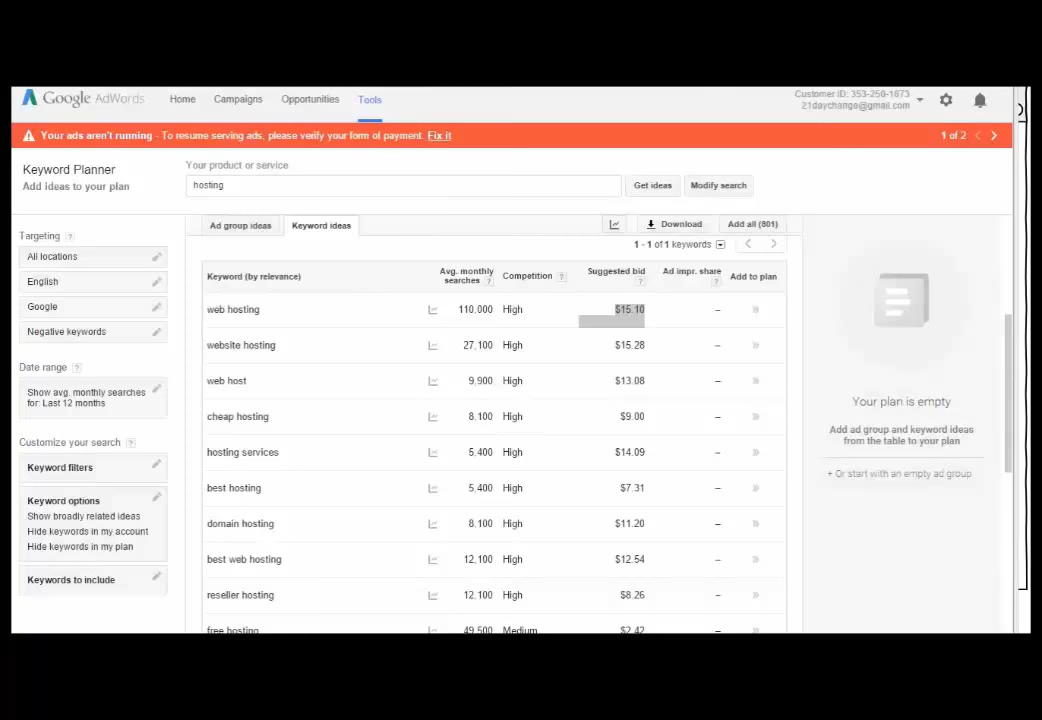 Google AdWords Home Campaigns Opportunities Tools
Customer ID: 353-250-1673
21daychange@gmail.com
Your ads aren't running - To resume serving ads, please verify your form of payment. Fix it 1 of 2
Keyword Planner
Add ideas to your plan
Your product or service
hosting Get ideas Modify search
Targeting ?
All locations
English
Google
Negative keywords
Date range ?
Show avg. monthly searches
for: Last 12 months
Customize your search ?
Keyword filters
Keyword options
Show broadly related ideas
Hide keywords in my account
Hide keywords in my plan
Keywords to include
Ad group ideas Keyword ideas Download Add all (801)
1 - 1 of 1 keywords
Keyword (by relevance) Avg. monthly searches ? Competition ? Suggested bid ? Ad impr. share ? Add to plan
web hosting 110,000 High $15.10 – »
website hosting 27,100 High $15.28 – »
web host 9,900 High $13.08 – »
cheap hosting 8,100 High $9.00 – »
hosting services 5,400 High $14.09 – »
best hosting 5,400 High $7.31 – »
domain hosting 8,100 High $11.20 – »
best web hosting 12,100 High $12.54 – »
reseller hosting 12,100 High $8.26 – »
free hosting 49,500 Medium $2.42 – »
Your plan is empty
Add ad group and keyword ideas
from the table to your plan
+ Or start with an empty ad group